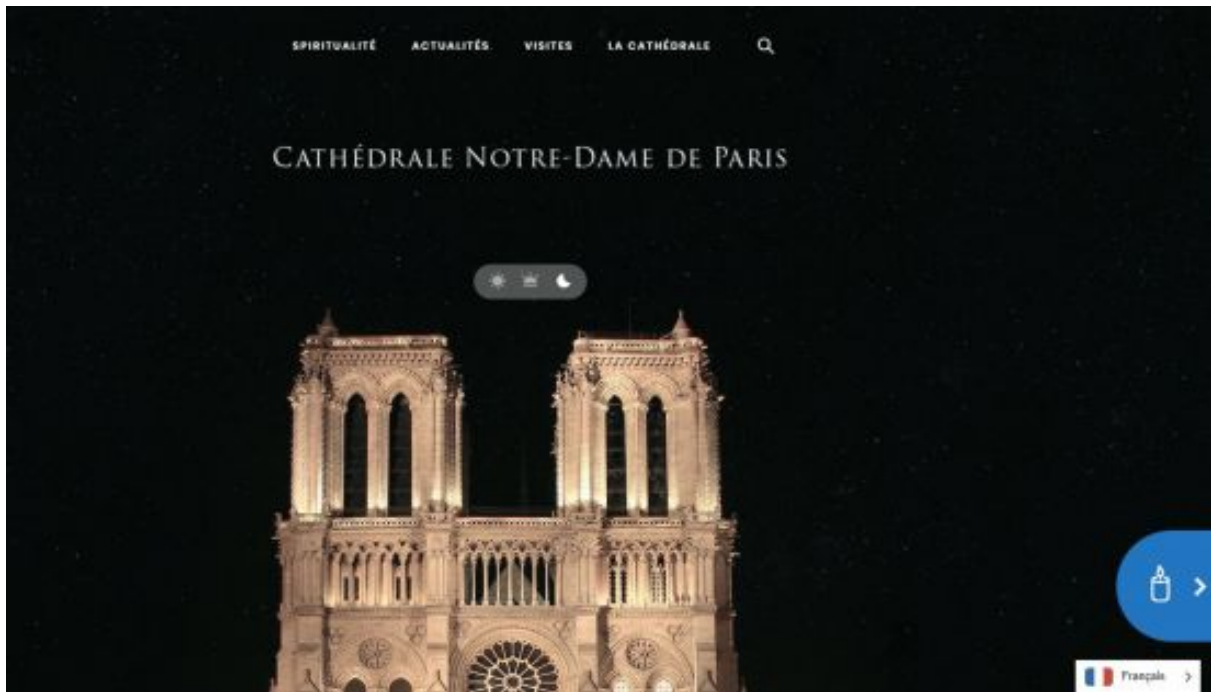 SPIRITUALITÉ ACTUALITÉS VISITES LA CATHÉDRALE
CATHÉDRALE NOTRE-DAME DE PARIS
Français